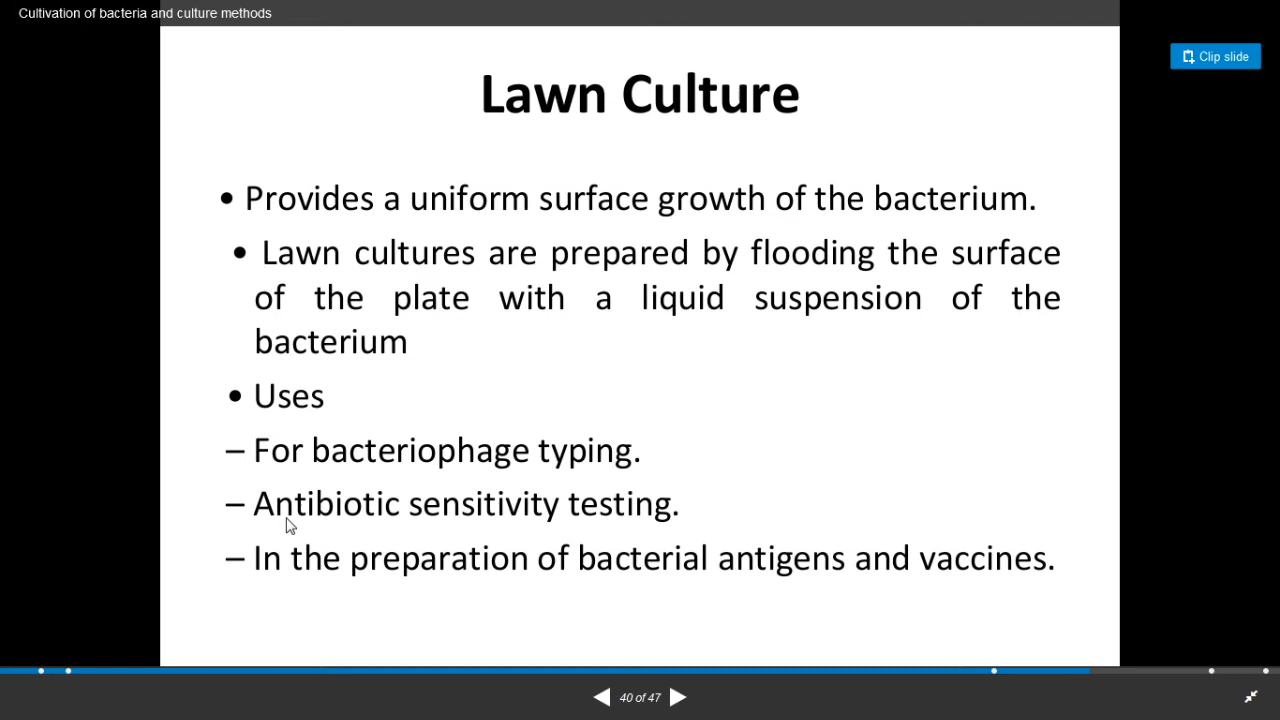 Cultivation of bacteria and culture methods
Clip slide
Lawn Culture
• Provides a uniform surface growth of the bacterium.
• Lawn cultures are prepared by flooding the surface
of the plate with a liquid suspension of the
bacterium
• Uses
– For bacteriophage typing.
– Antibiotic sensitivity testing.
– In the preparation of bacterial antigens and vaccines.
40 of 47